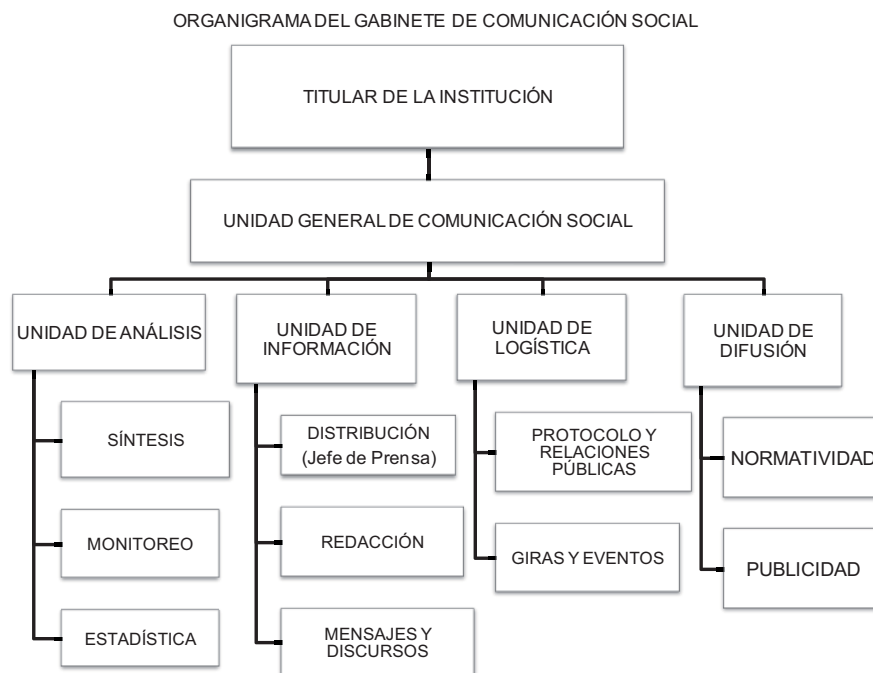 ORGANIGRAMA DEL GABINETE DE COMUNICACIÓN SOCIAL
TITULAR DE LA INSTITUCIÓN
UNIDAD GENERAL DE COMUNICACIÓN SOCIAL
UNIDAD DE ANÁLISIS
SÍNTESIS
MONITOREO
ESTADÍSTICA
UNIDAD DE
INFORMACIÓN
DISTRIBUCIÓN
(Jefe de Prensa)
REDACCIÓN
MENSAJES Y
DISCURSOS
UNIDAD DE
LOGÍSTICA
PROTOCOLO Y
RELACIONES
PÚBLICAS
GIRAS Y EVENTOS
UNIDAD DE
DIFUSIÓN
NORMATIVIDAD
PUBLICIDAD